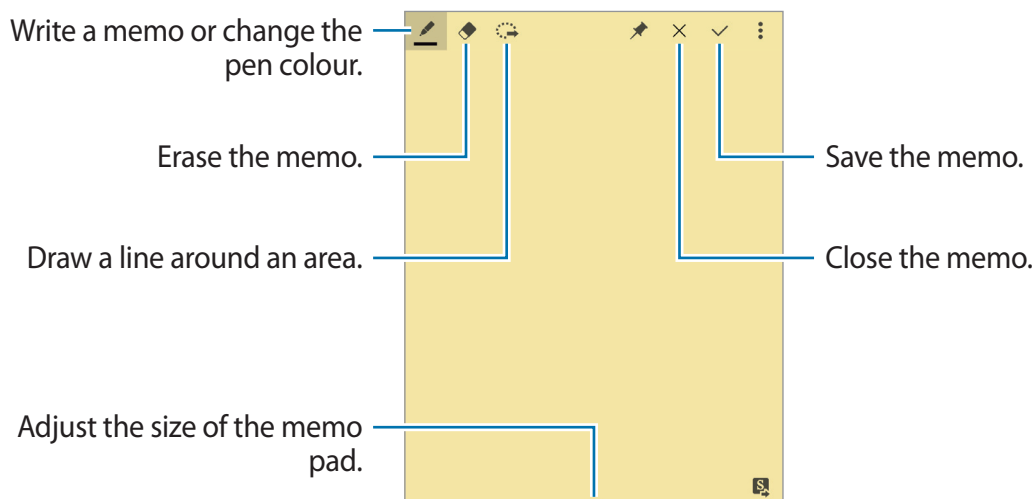 Write a memo or change the
pen colour.
Erase the memo.
Save the memo.
Draw a line around an area.
Close the memo.
Adjust the size of the memo
pad.
S